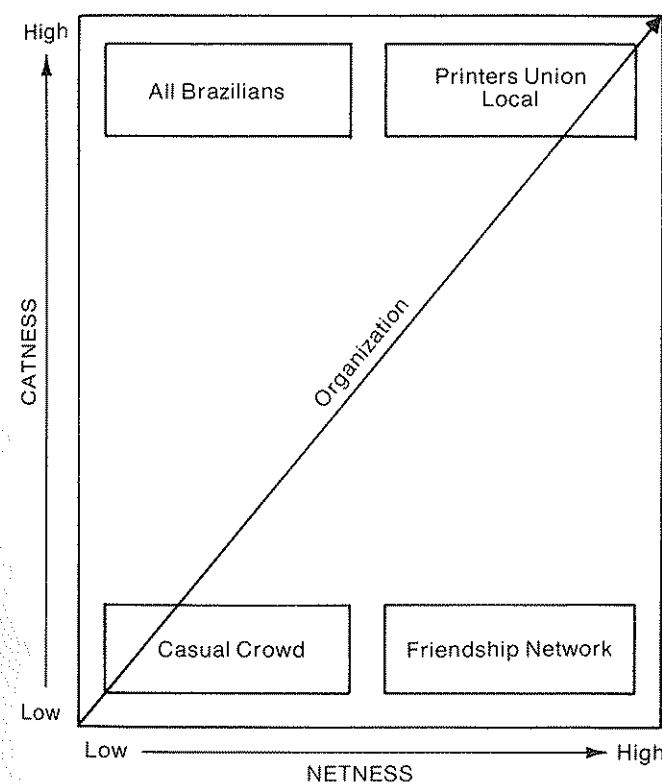 High
All Brazilians
Printers Union
Local
CATNESS
Organization
Casual Crowd
Friendship Network
Low
Low
High
NETNESS